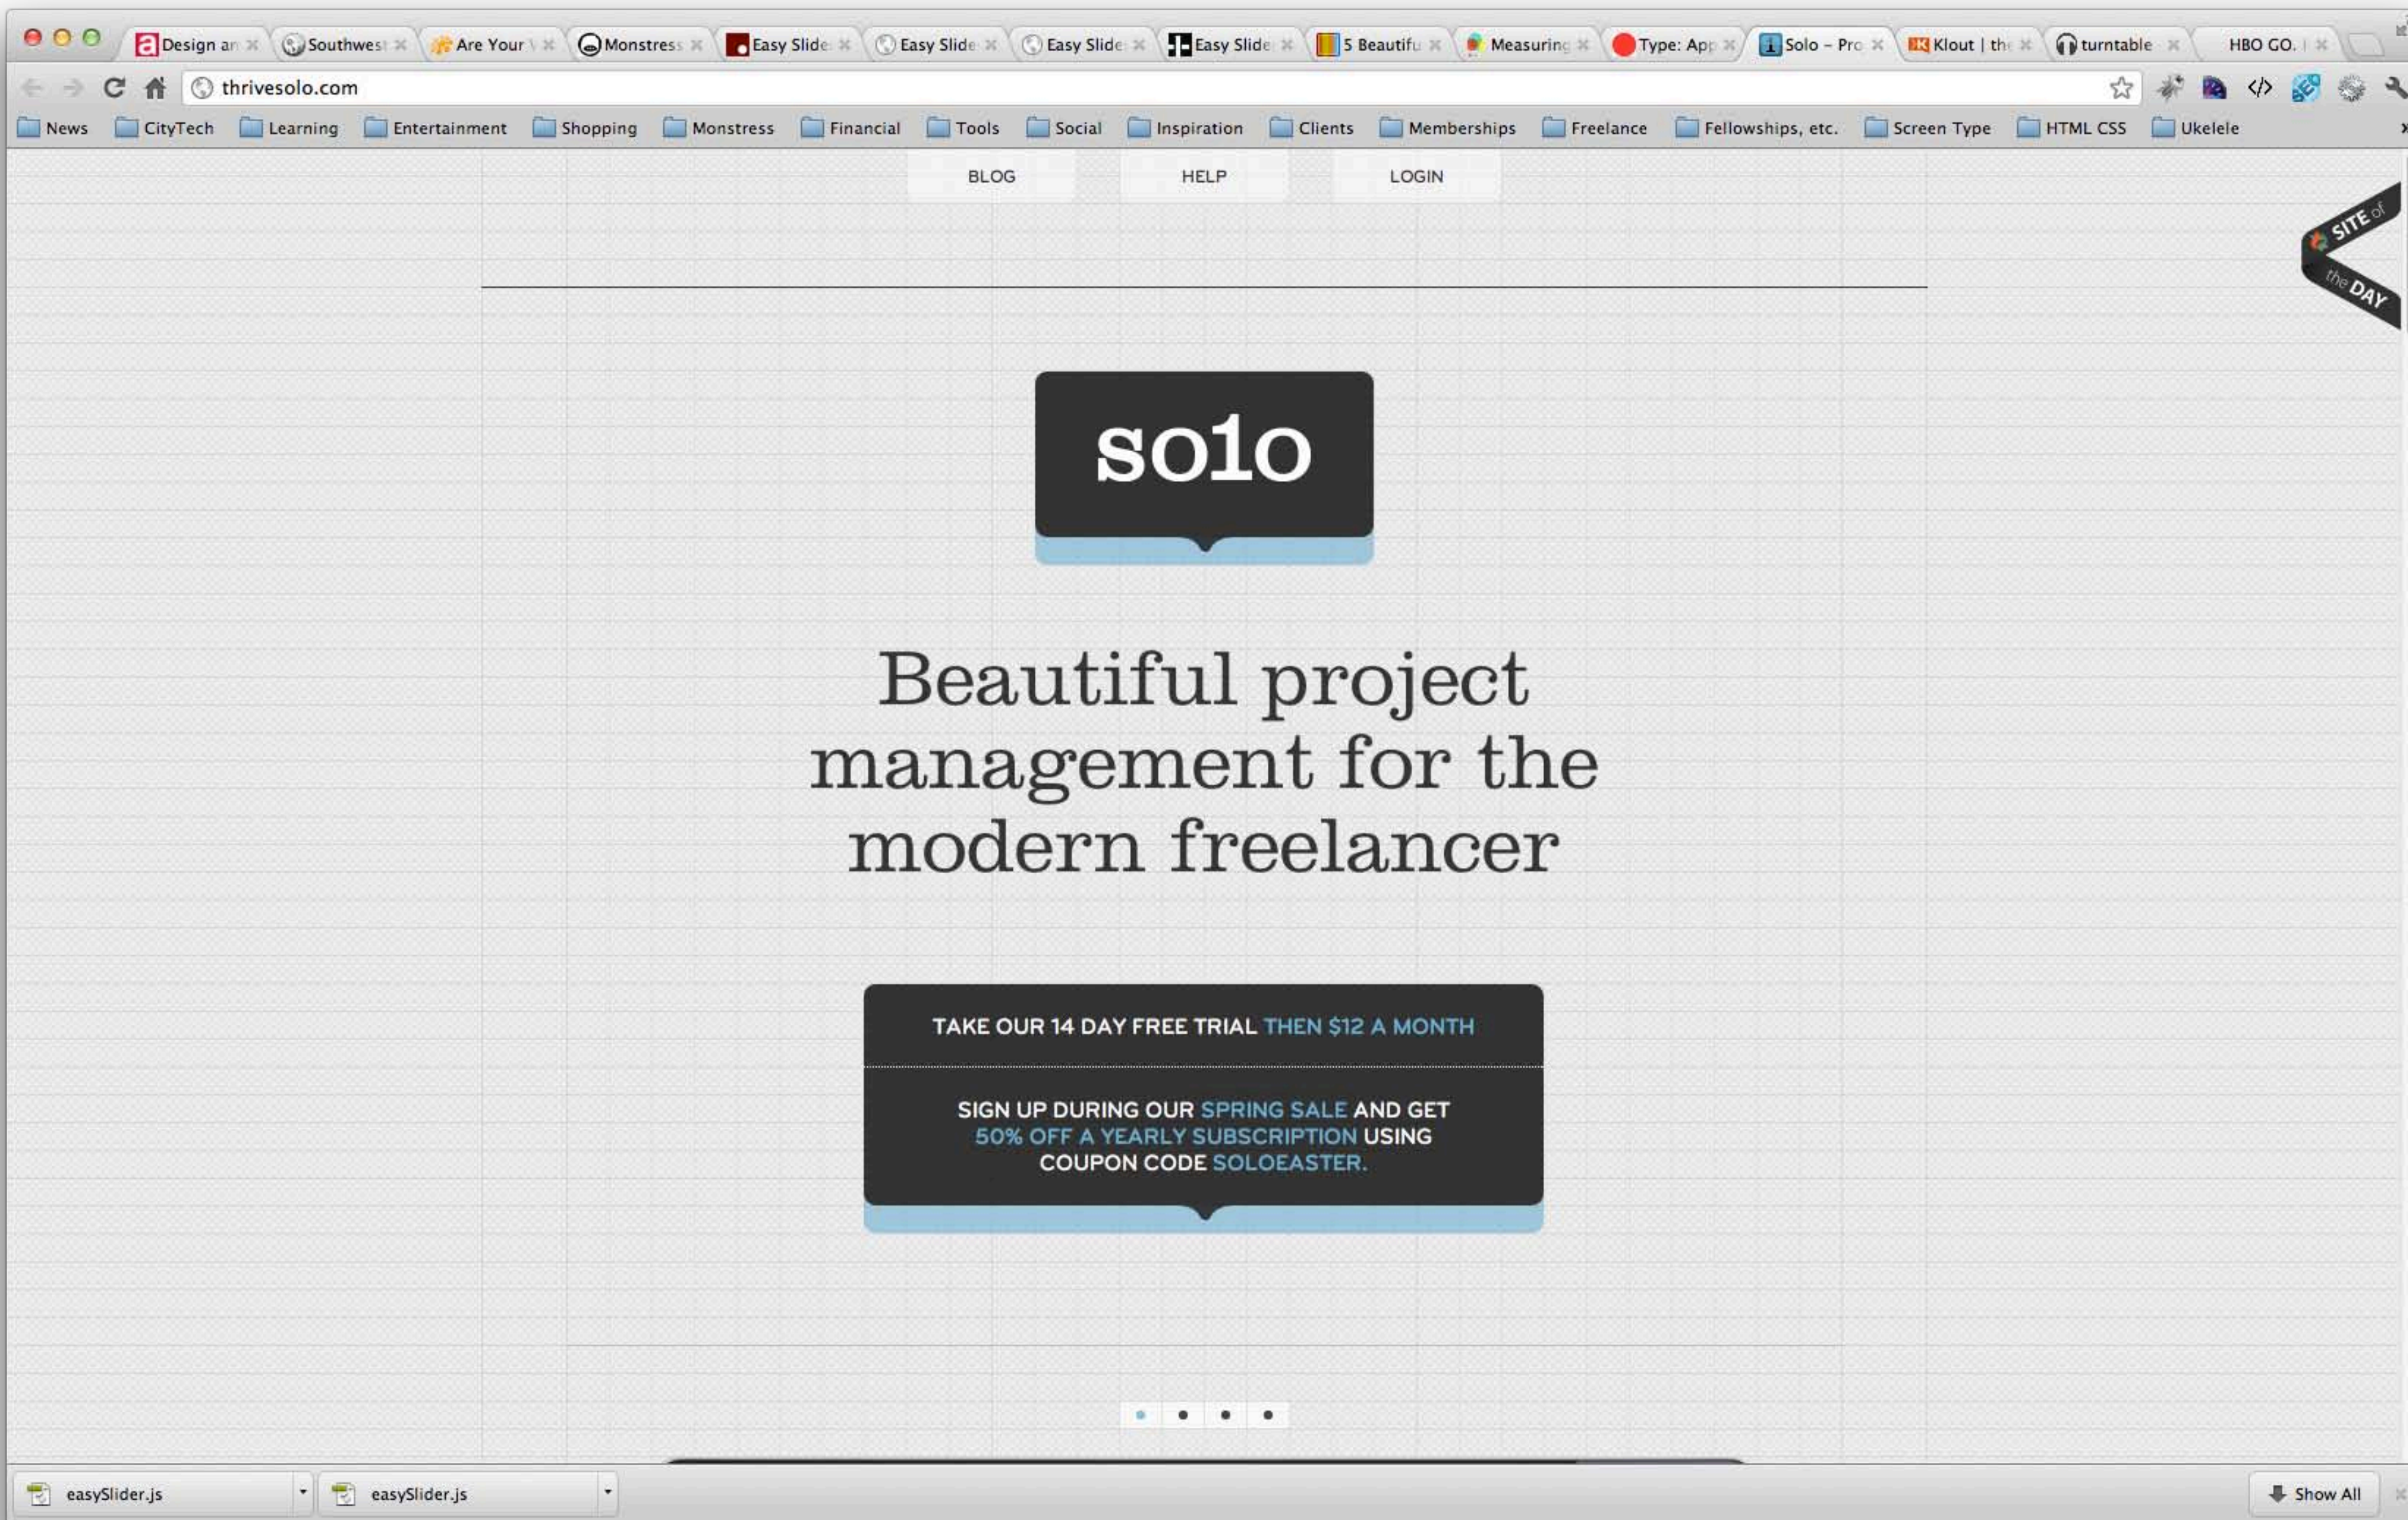 Design an
Southwest
Are Your
Monstress
Easy Slide
Easy Slide
Easy Slide
Easy Slide
5 Beautifu
Measuring
Type: App
Solo – Pro
Klout | the
turntable
HBO GO. |
thrivesolo.com
News
CityTech
Learning
Entertainment
Shopping
Monstress
Financial
Tools
Social
Inspiration
Clients
Memberships
Freelance
Fellowships, etc.
Screen Type
HTML CSS
Ukelele
BLOG
HELP
LOGIN
SITE of
the DAY
so1o
Beautiful project
management for the
modern freelancer
TAKE OUR 14 DAY FREE TRIAL THEN $12 A MONTH
SIGN UP DURING OUR SPRING SALE AND GET
50% OFF A YEARLY SUBSCRIPTION USING
COUPON CODE SOLOEASTER.
easySlider.js
easySlider.js
Show All